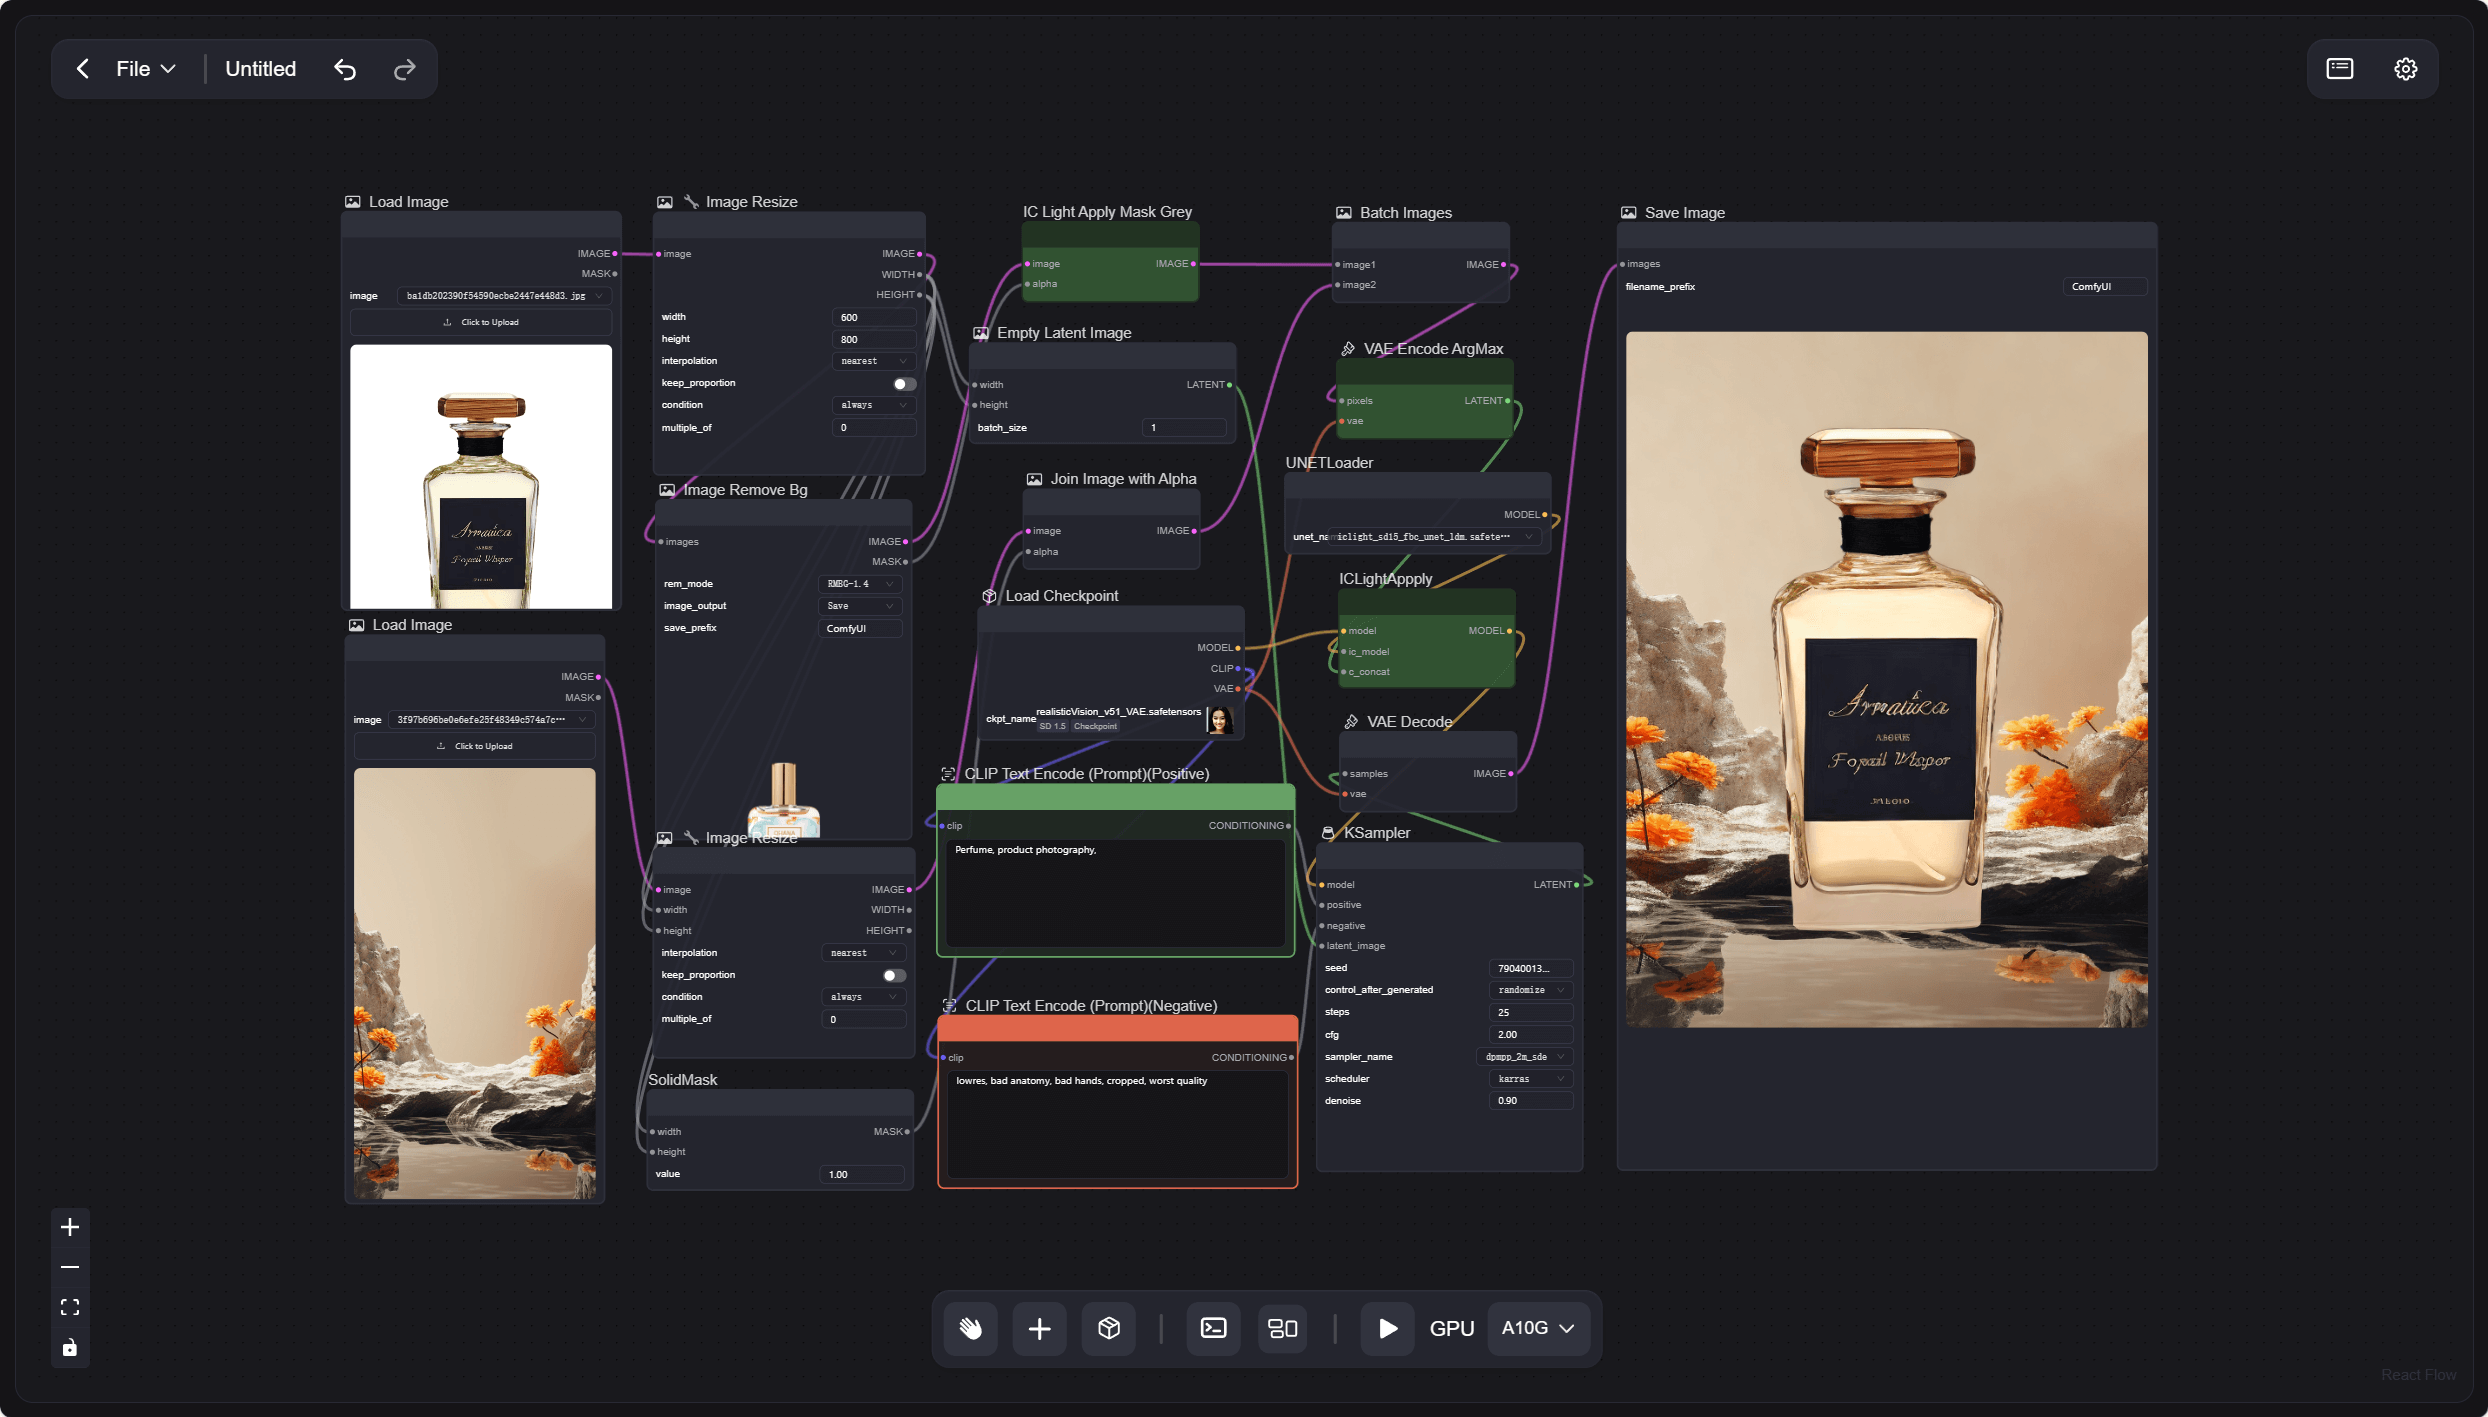 File
Untitled
Load Image
IMAGE
MASK
image
ba1db202390f54590ecbe2447e448d3.jpg
Click to Upload
Load Image
IMAGE
MASK
image
3f97b696be0e6efe25f48349c574a7c···
Click to Upload
Image Resize
image
IMAGE
WIDTH
HEIGHT
width
600
height
800
interpolation
nearest
keep_proportion
condition
always
multiple_of
0
Image Remove Bg
images
IMAGE
MASK
rem_mode
RMBG-1.4
image_output
Save
save_prefix
ComfyUI
Image Resize
image
IMAGE
width
WIDTH
height
HEIGHT
interpolation
nearest
keep_proportion
condition
always
multiple_of
0
SolidMask
width
MASK
height
value
1.00
IC Light Apply Mask Grey
image
IMAGE
alpha
Empty Latent Image
width
LATENT
height
batch_size
1
Join Image with Alpha
image
IMAGE
alpha
Load Checkpoint
MODEL
CLIP
VAE
ckpt_name
realisticVision_v51_VAE.safetensors
SD 1.5
Checkpoint
CLIP Text Encode (Prompt)(Positive)
clip
CONDITIONING
Perfume, product photography,
CLIP Text Encode (Prompt)(Negative)
clip
CONDITIONING
lowres, bad anatomy, bad hands, cropped, worst quality
Batch Images
image1
IMAGE
image2
VAE Encode ArgMax
pixels
LATENT
vae
UNETLoader
MODEL
unet_na
iclight_sd15_fbc_unet_ldm.safete···
ICLightAppply
model
MODEL
ic_model
c_concat
VAE Decode
samples
IMAGE
vae
KSampler
model
LATENT
positive
negative
latent_image
seed
79040013...
control_after_generated
randomize
steps
25
cfg
2.00
sampler_name
dpmpp_2m_sde
scheduler
karras
denoise
0.90
Save Image
images
filename_prefix
ComfyUI
GPU
A10G
React Flow